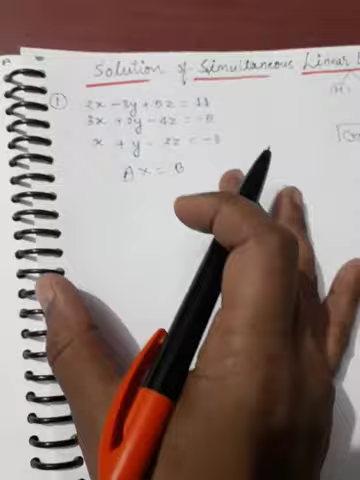 Solution of Simultaneous Linear
①
2x - 3y + 5z = 11
3x + 2y - 4z = -5
x + y - 2z = -3
Ax = B